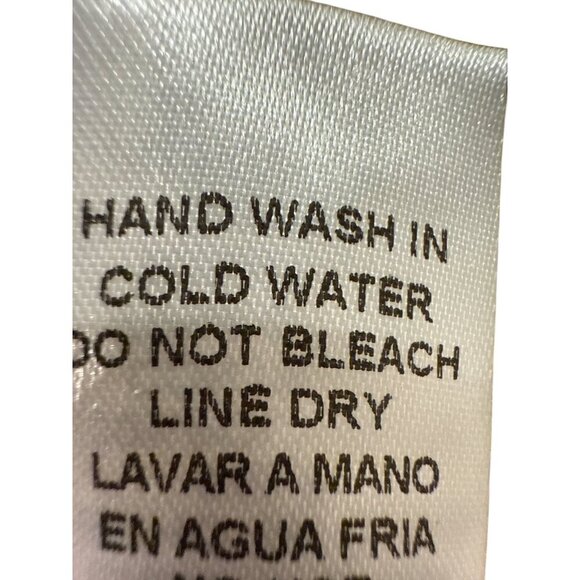 HAND WASH IN
COLD WATER
DO NOT BLEACH
LINE DRY
LAVAR A MANO
EN AGUA FRIA